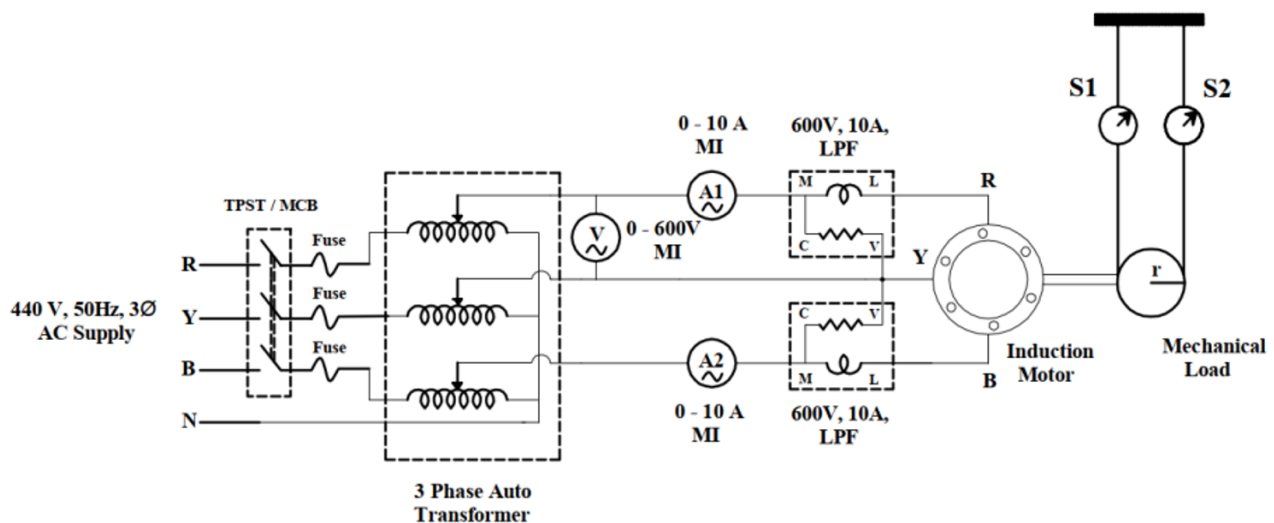 S1
S2
0 - 10 A
MI
600V, 10A,
LPF
M
L
R
A1
TPST / MCB
Fuse
V
0 - 600V
MI
C
V
Y
r
R
Fuse
440 V, 50Hz, 3Ø
AC Supply
Y
C
V
Fuse
Induction
Motor
Mechanical
Load
B
A2
M
L
B
0 - 10 A
MI
600V, 10A,
LPF
N
3 Phase Auto
Transformer